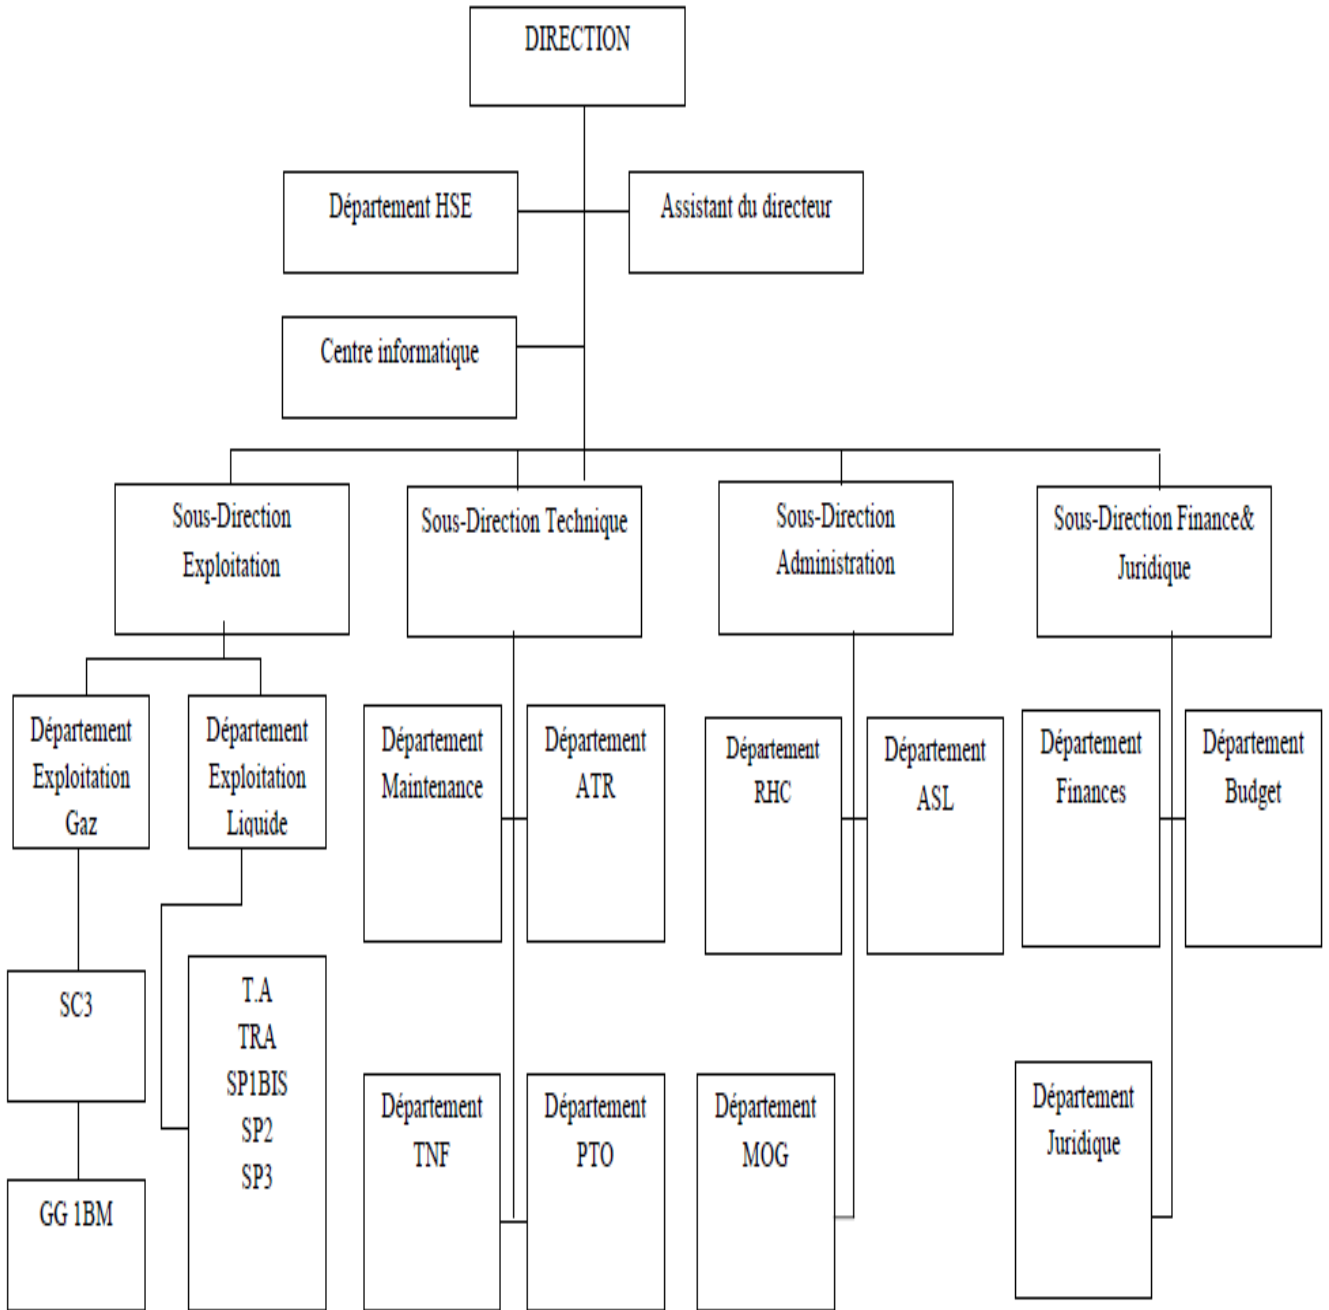 DIRECTION
Département HSE
Assistant du directeur
Centre informatique
Sous-Direction
Exploitation
Sous-Direction Technique
Sous-Direction
Administration
Sous-Direction Finance&
Juridique
Département
Exploitation
Gaz
Département
Exploitation
Liquide
Département
Maintenance
Département
ATR
Département
RHC
Département
ASL
Département
Finances
Département
Budget
SC3
T.A
TRA
SP1BIS
SP2
SP3
GG 1BM
Département
TNF
Département
PTO
Département
MOG
Département
Juridique